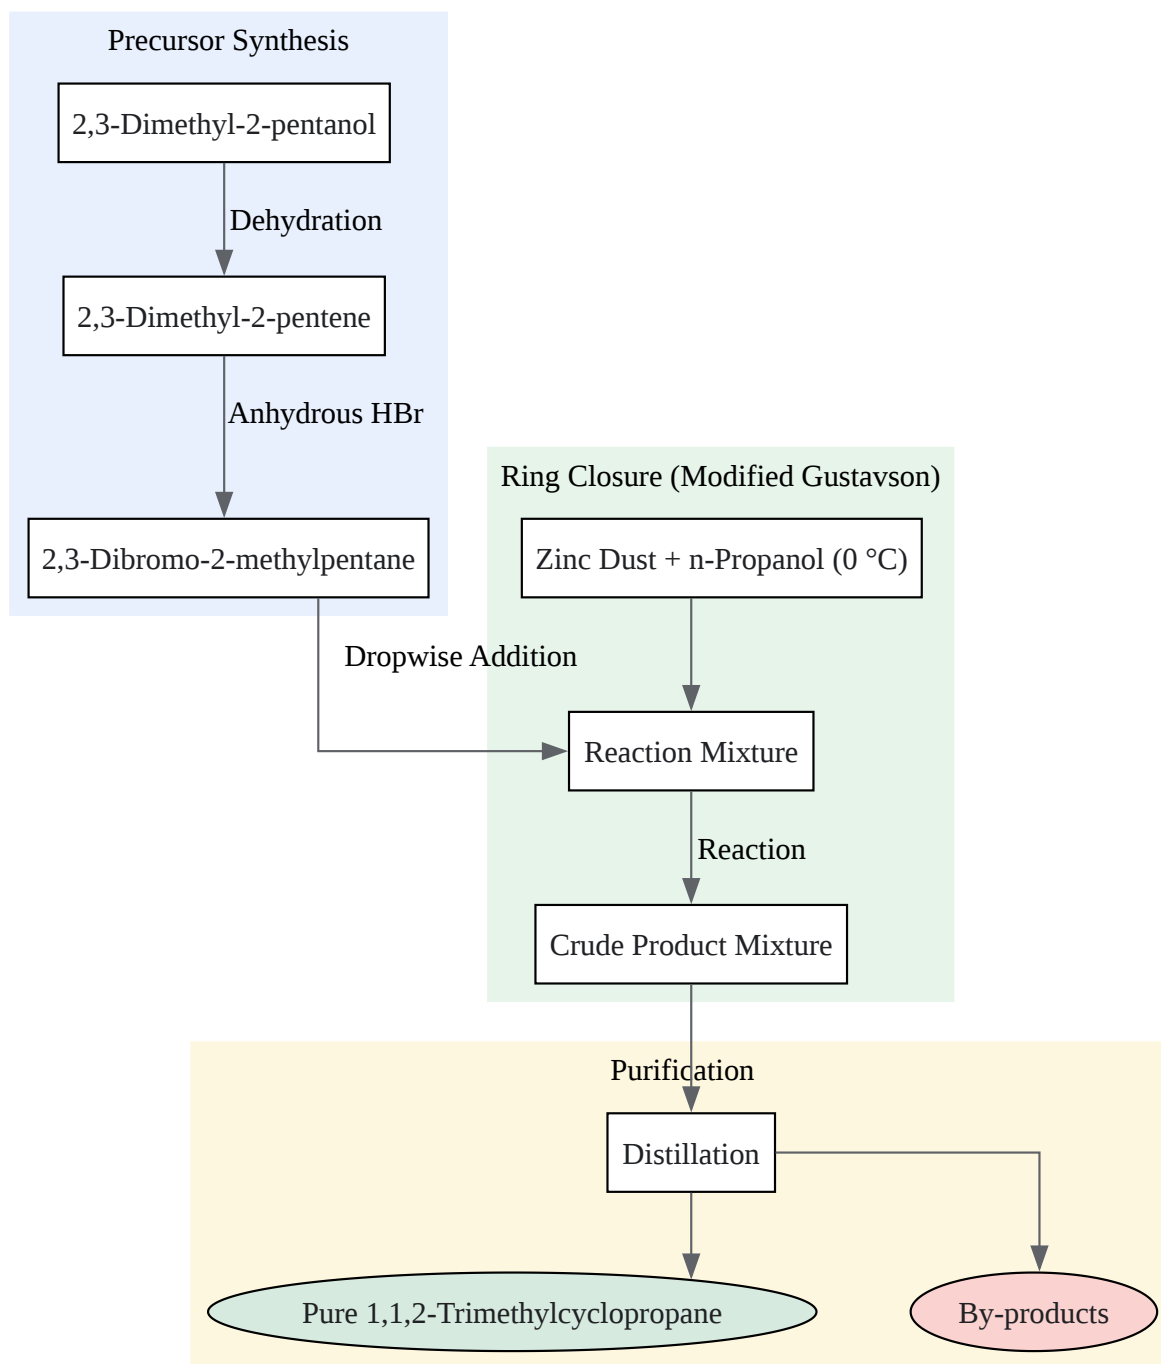 Precursor Synthesis
2,3-Dimethyl-2-pentanol
Dehydration
2,3-Dimethyl-2-pentene
Anhydrous HBr
2,3-Dibromo-2-methylpentane
Ring Closure (Modified Gustavson)
Zinc Dust + n-Propanol (0 °C)
Dropwise Addition
Reaction Mixture
Reaction
Crude Product Mixture
Purification
Distillation
Pure 1,1,2-Trimethylcyclopropane
By-products